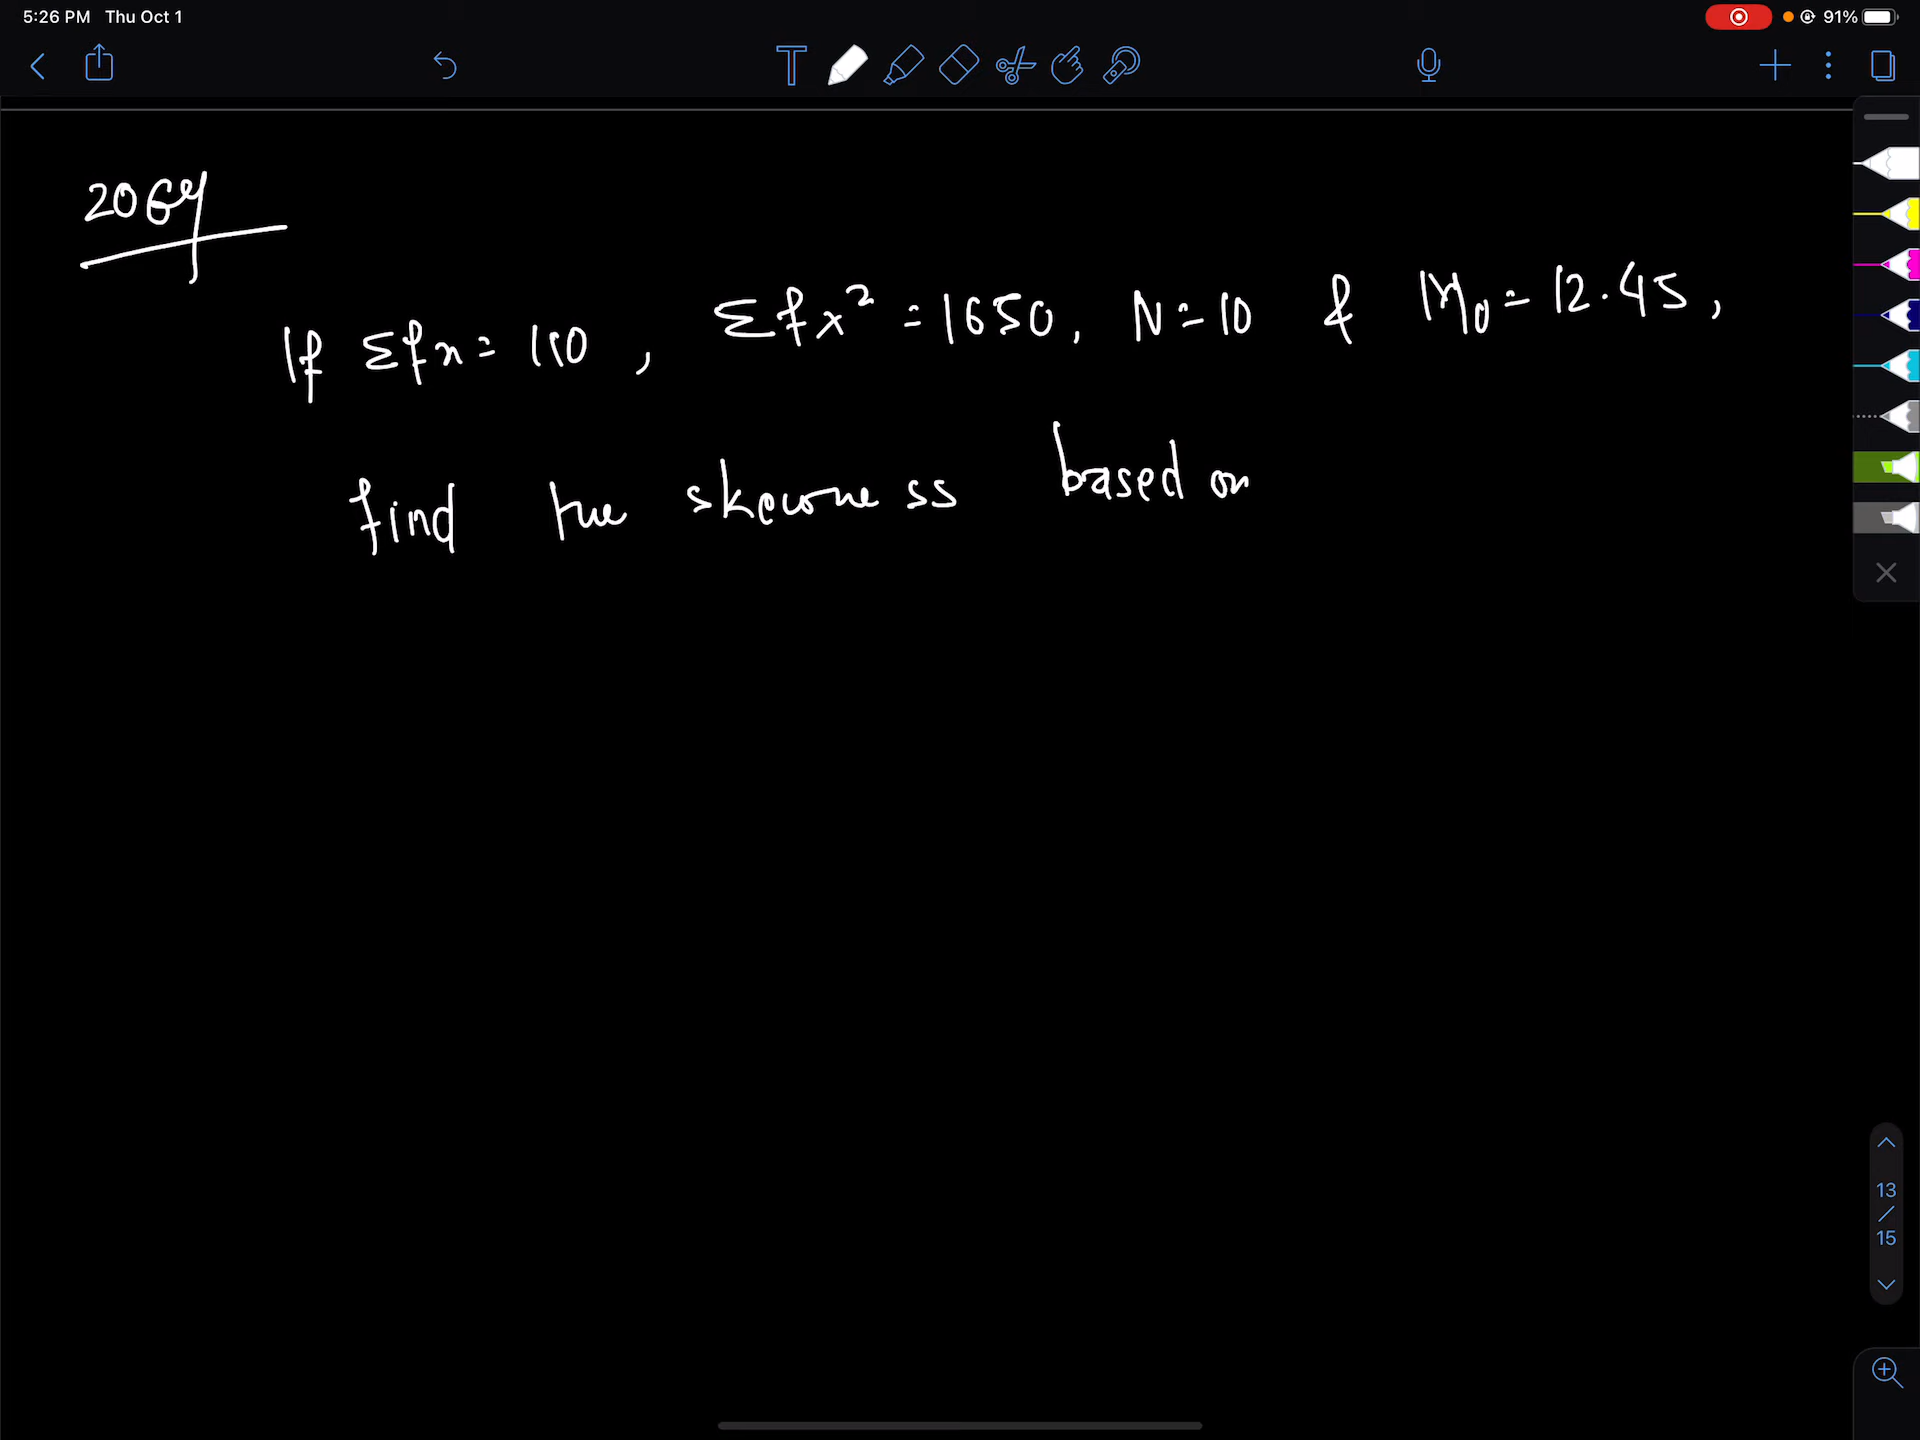 5:26 PM Thu Oct 1
91%
2064
If Σfx = 110, Σfx² = 1650, N = 10 & M₀ = 12.45,
find the skewness based on
13
/
15